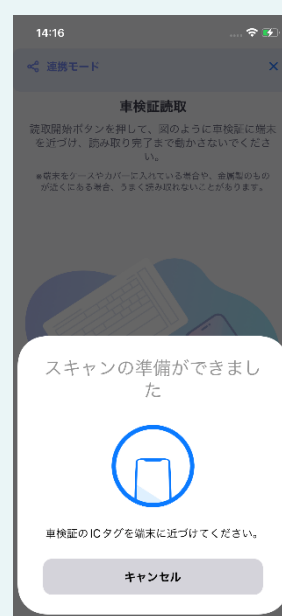 14:16
連携モード ×
車検証読取
読取開始ボタンを押して、図のように車検証に端末
を近づけ、読み取り完了まで動かさないでくださ
い。
※端末をケースやカバーに入れている場合や、金属製のもの
が近くにある場合、うまく読み取れないことがあります。
スキャンの準備ができまし
た
車検証のICタグを端末に近づけてください。
キャンセル